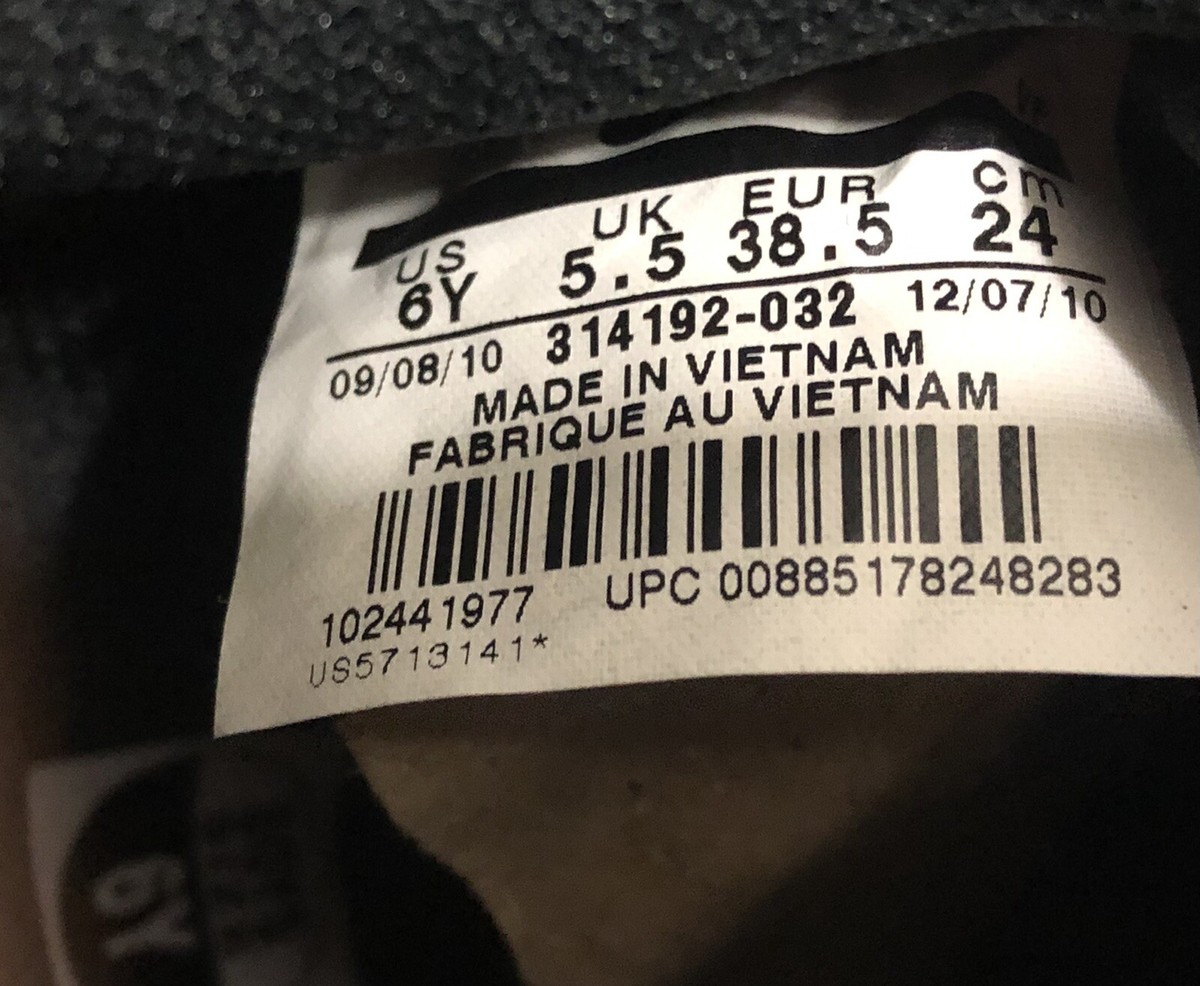 US UK EUR cm
6Y 5.5 38.5 24
09/08/10 314192-032 12/07/10
MADE IN VIETNAM
FABRIQUE AU VIETNAM
102441977 UPC 00885178248283
US5713141*
6Y